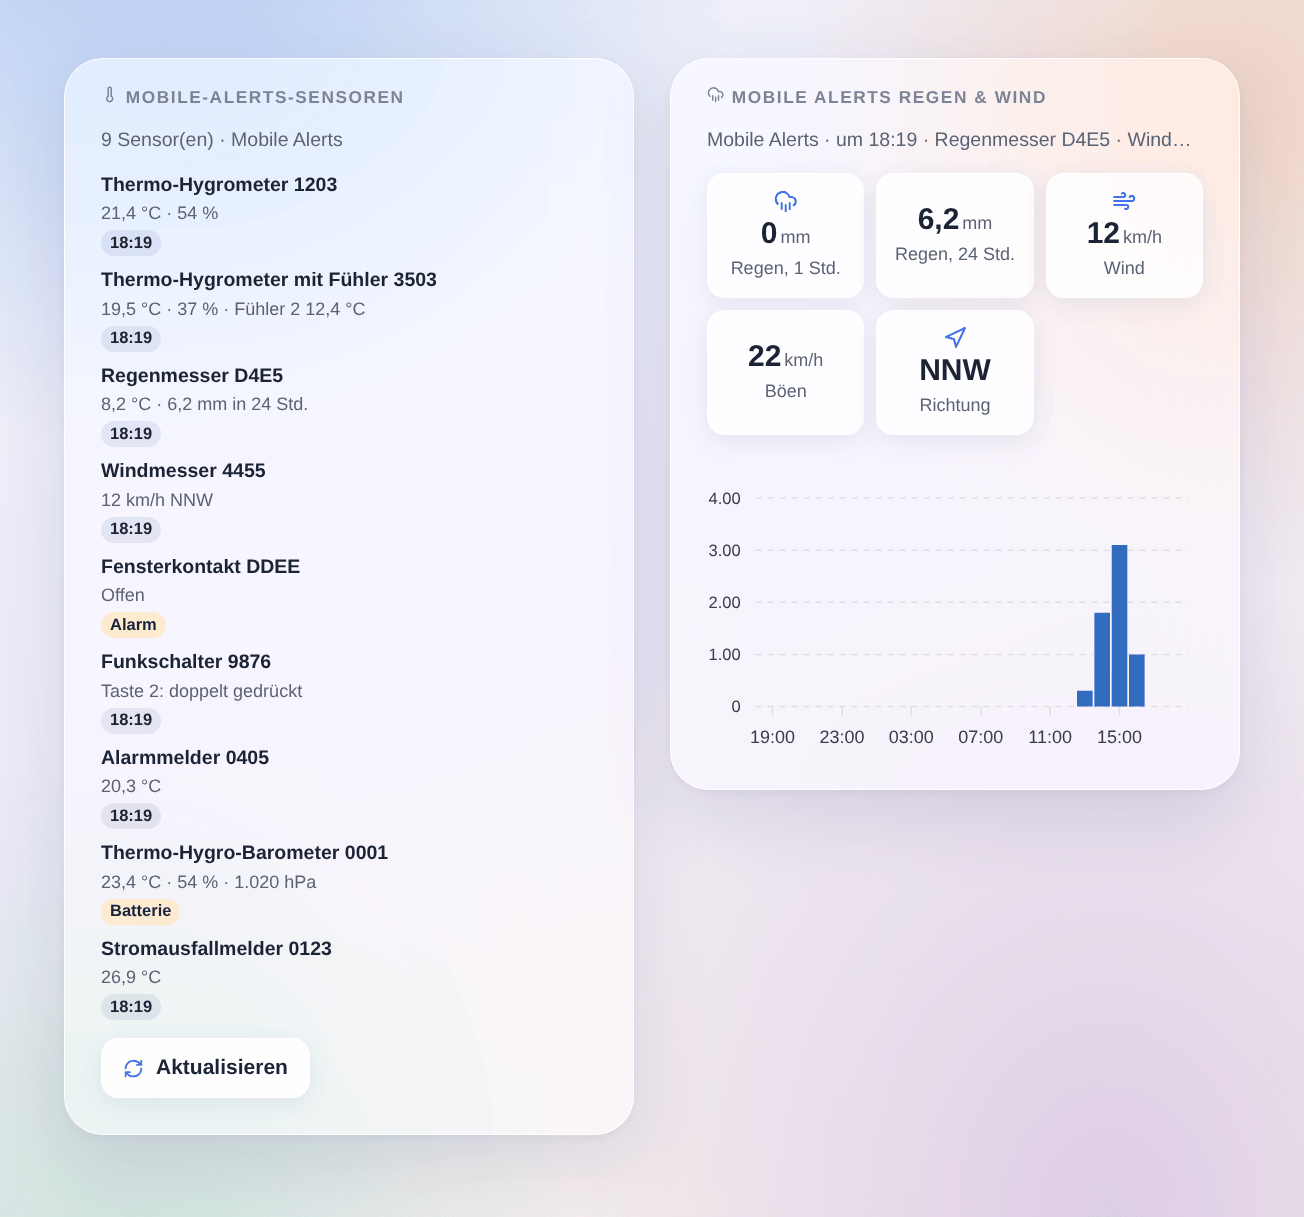 MOBILE-ALERTS-SENSOREN
9 Sensor(en) · Mobile Alerts
Thermo-Hygrometer 1203
21,4 °C · 54 %
18:19
Thermo-Hygrometer mit Fühler 3503
19,5 °C · 37 % · Fühler 2 12,4 °C
18:19
Regenmesser D4E5
8,2 °C · 6,2 mm in 24 Std.
18:19
Windmesser 4455
12 km/h NNW
18:19
Fensterkontakt DDEE
Offen
Alarm
Funkschalter 9876
Taste 2: doppelt gedrückt
18:19
Alarmmelder 0405
20,3 °C
18:19
Thermo-Hygro-Barometer 0001
23,4 °C · 54 % · 1.020 hPa
Batterie
Stromausfallmelder 0123
26,9 °C
18:19
Aktualisieren
MOBILE ALERTS REGEN & WIND
Mobile Alerts · um 18:19 · Regenmesser D4E5 · Wind…
0 mm
Regen, 1 Std.
6,2 mm
Regen, 24 Std.
12 km/h
Wind
22 km/h
Böen
NNW
Richtung
4.00
3.00
2.00
1.00
0
19:00 23:00 03:00 07:00 11:00 15:00